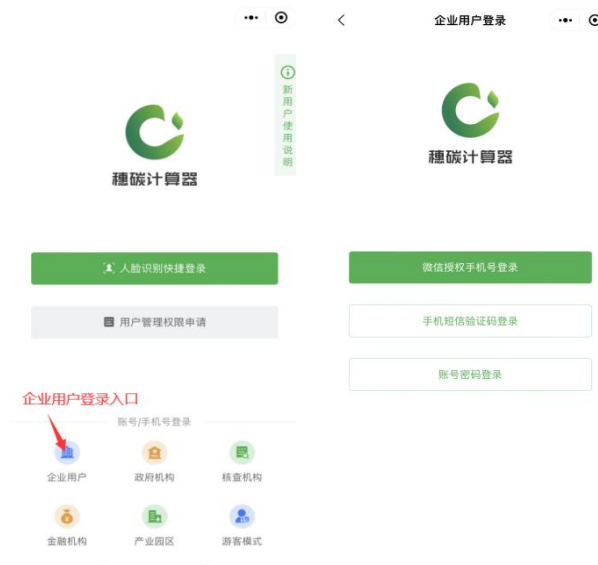 新用户使用说明
穗碳计算器
人脸识别快捷登录
用户管理权限申请
企业用户登录入口
账号/手机号登录
企业用户
政府机构
核查机构
金融机构
产业园区
游客模式
企业用户登录
穗碳计算器
微信授权手机号登录
手机短信验证码登录
账号密码登录